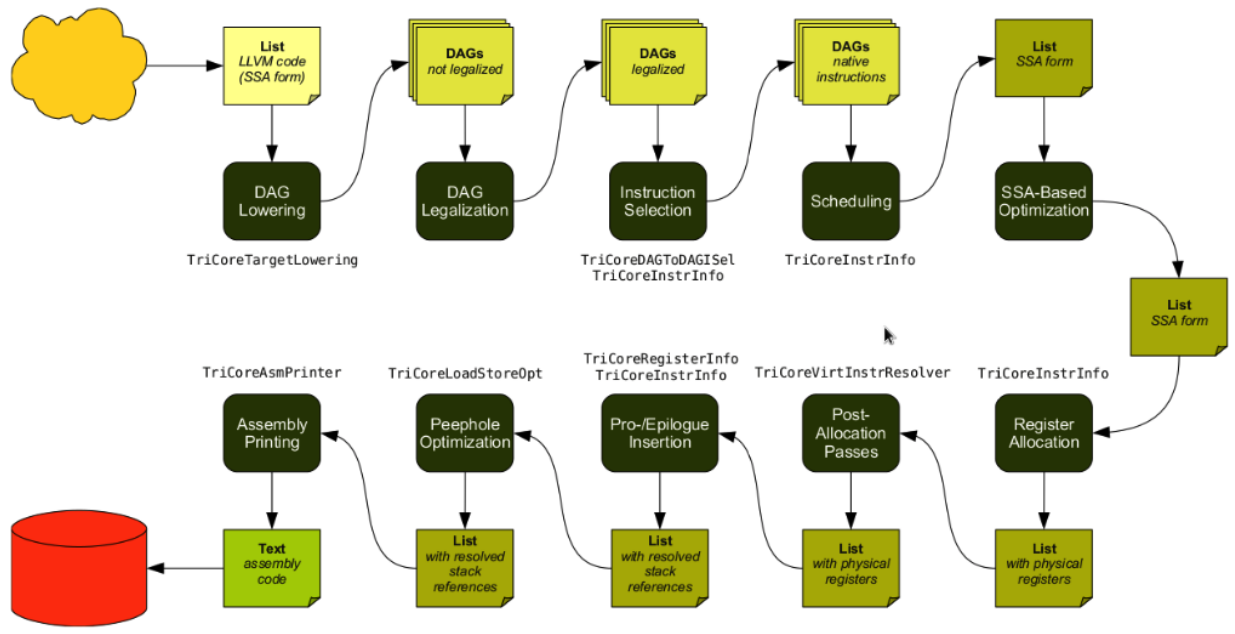 List
LLVM code
(SSA form)
DAGs
not legalized
DAGs
legalized
DAGs
native
instructions
List
SSA form
DAG
Lowering
DAG
Legalization
Instruction
Selection
Scheduling
SSA-Based
Optimization
TriCoreTargetLowering
TriCoreDAGToDAGISel
TriCoreInstrInfo
TriCoreInstrInfo
List
SSA form
TriCoreAsmPrinter
TriCoreLoadStoreOpt
TriCoreRegisterInfo
TriCoreInstrInfo
TriCoreVirtInstrResolver
TriCoreInstrInfo
Assembly
Printing
Peephole
Optimization
Pro-/Epilogue
Insertion
Post-
Allocation
Passes
Register
Allocation
Text
assembly
code
List
with resolved
stack
references
List
with resolved
stack
references
List
with physical
registers
List
with physical
registers